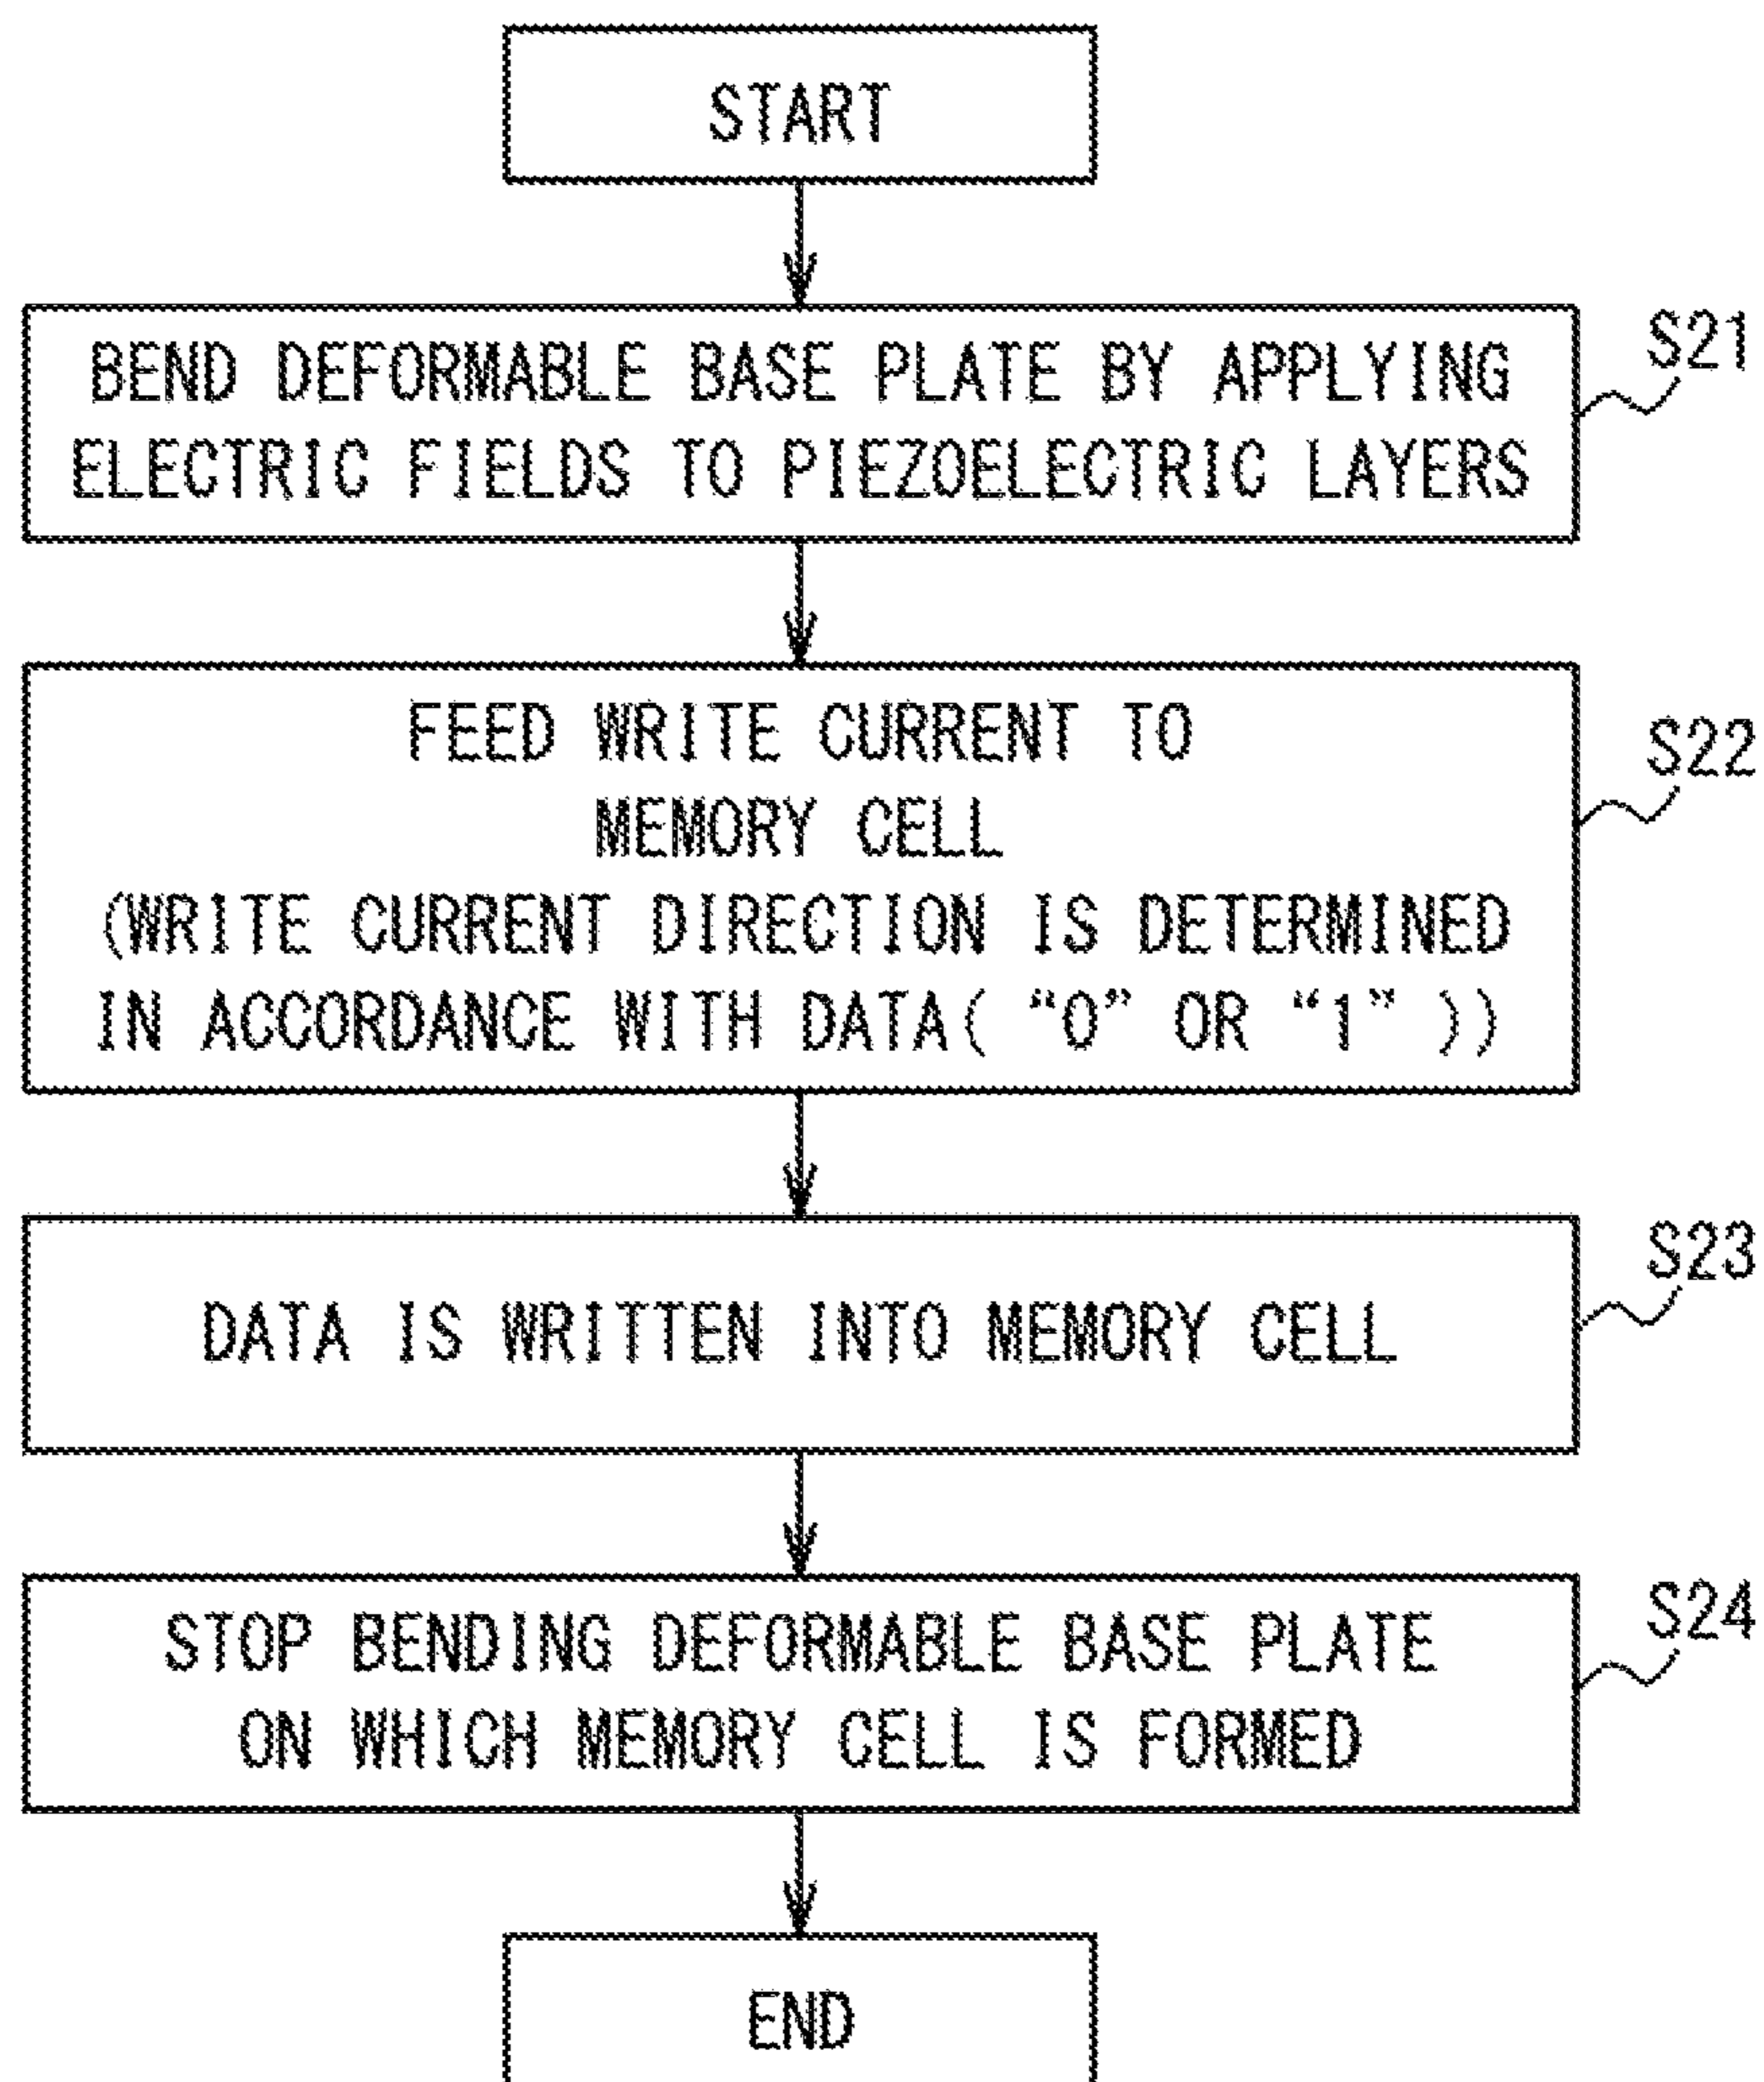 START
BEND DEFORMABLE BASE PLATE BY APPLYING
ELECTRIC FIELDS TO PIEZOELECTRIC LAYERS
S21
FEED WRITE CURRENT TO
MEMORY CELL
(WRITE CURRENT DIRECTION IS DETERMINED
IN ACCORDANCE WITH DATA( “0” OR “1” ))
S22
DATA IS WRITTEN INTO MEMORY CELL
S23
STOP BENDING DEFORMABLE BASE PLATE
ON WHICH MEMORY CELL IS FORMED
S24
END